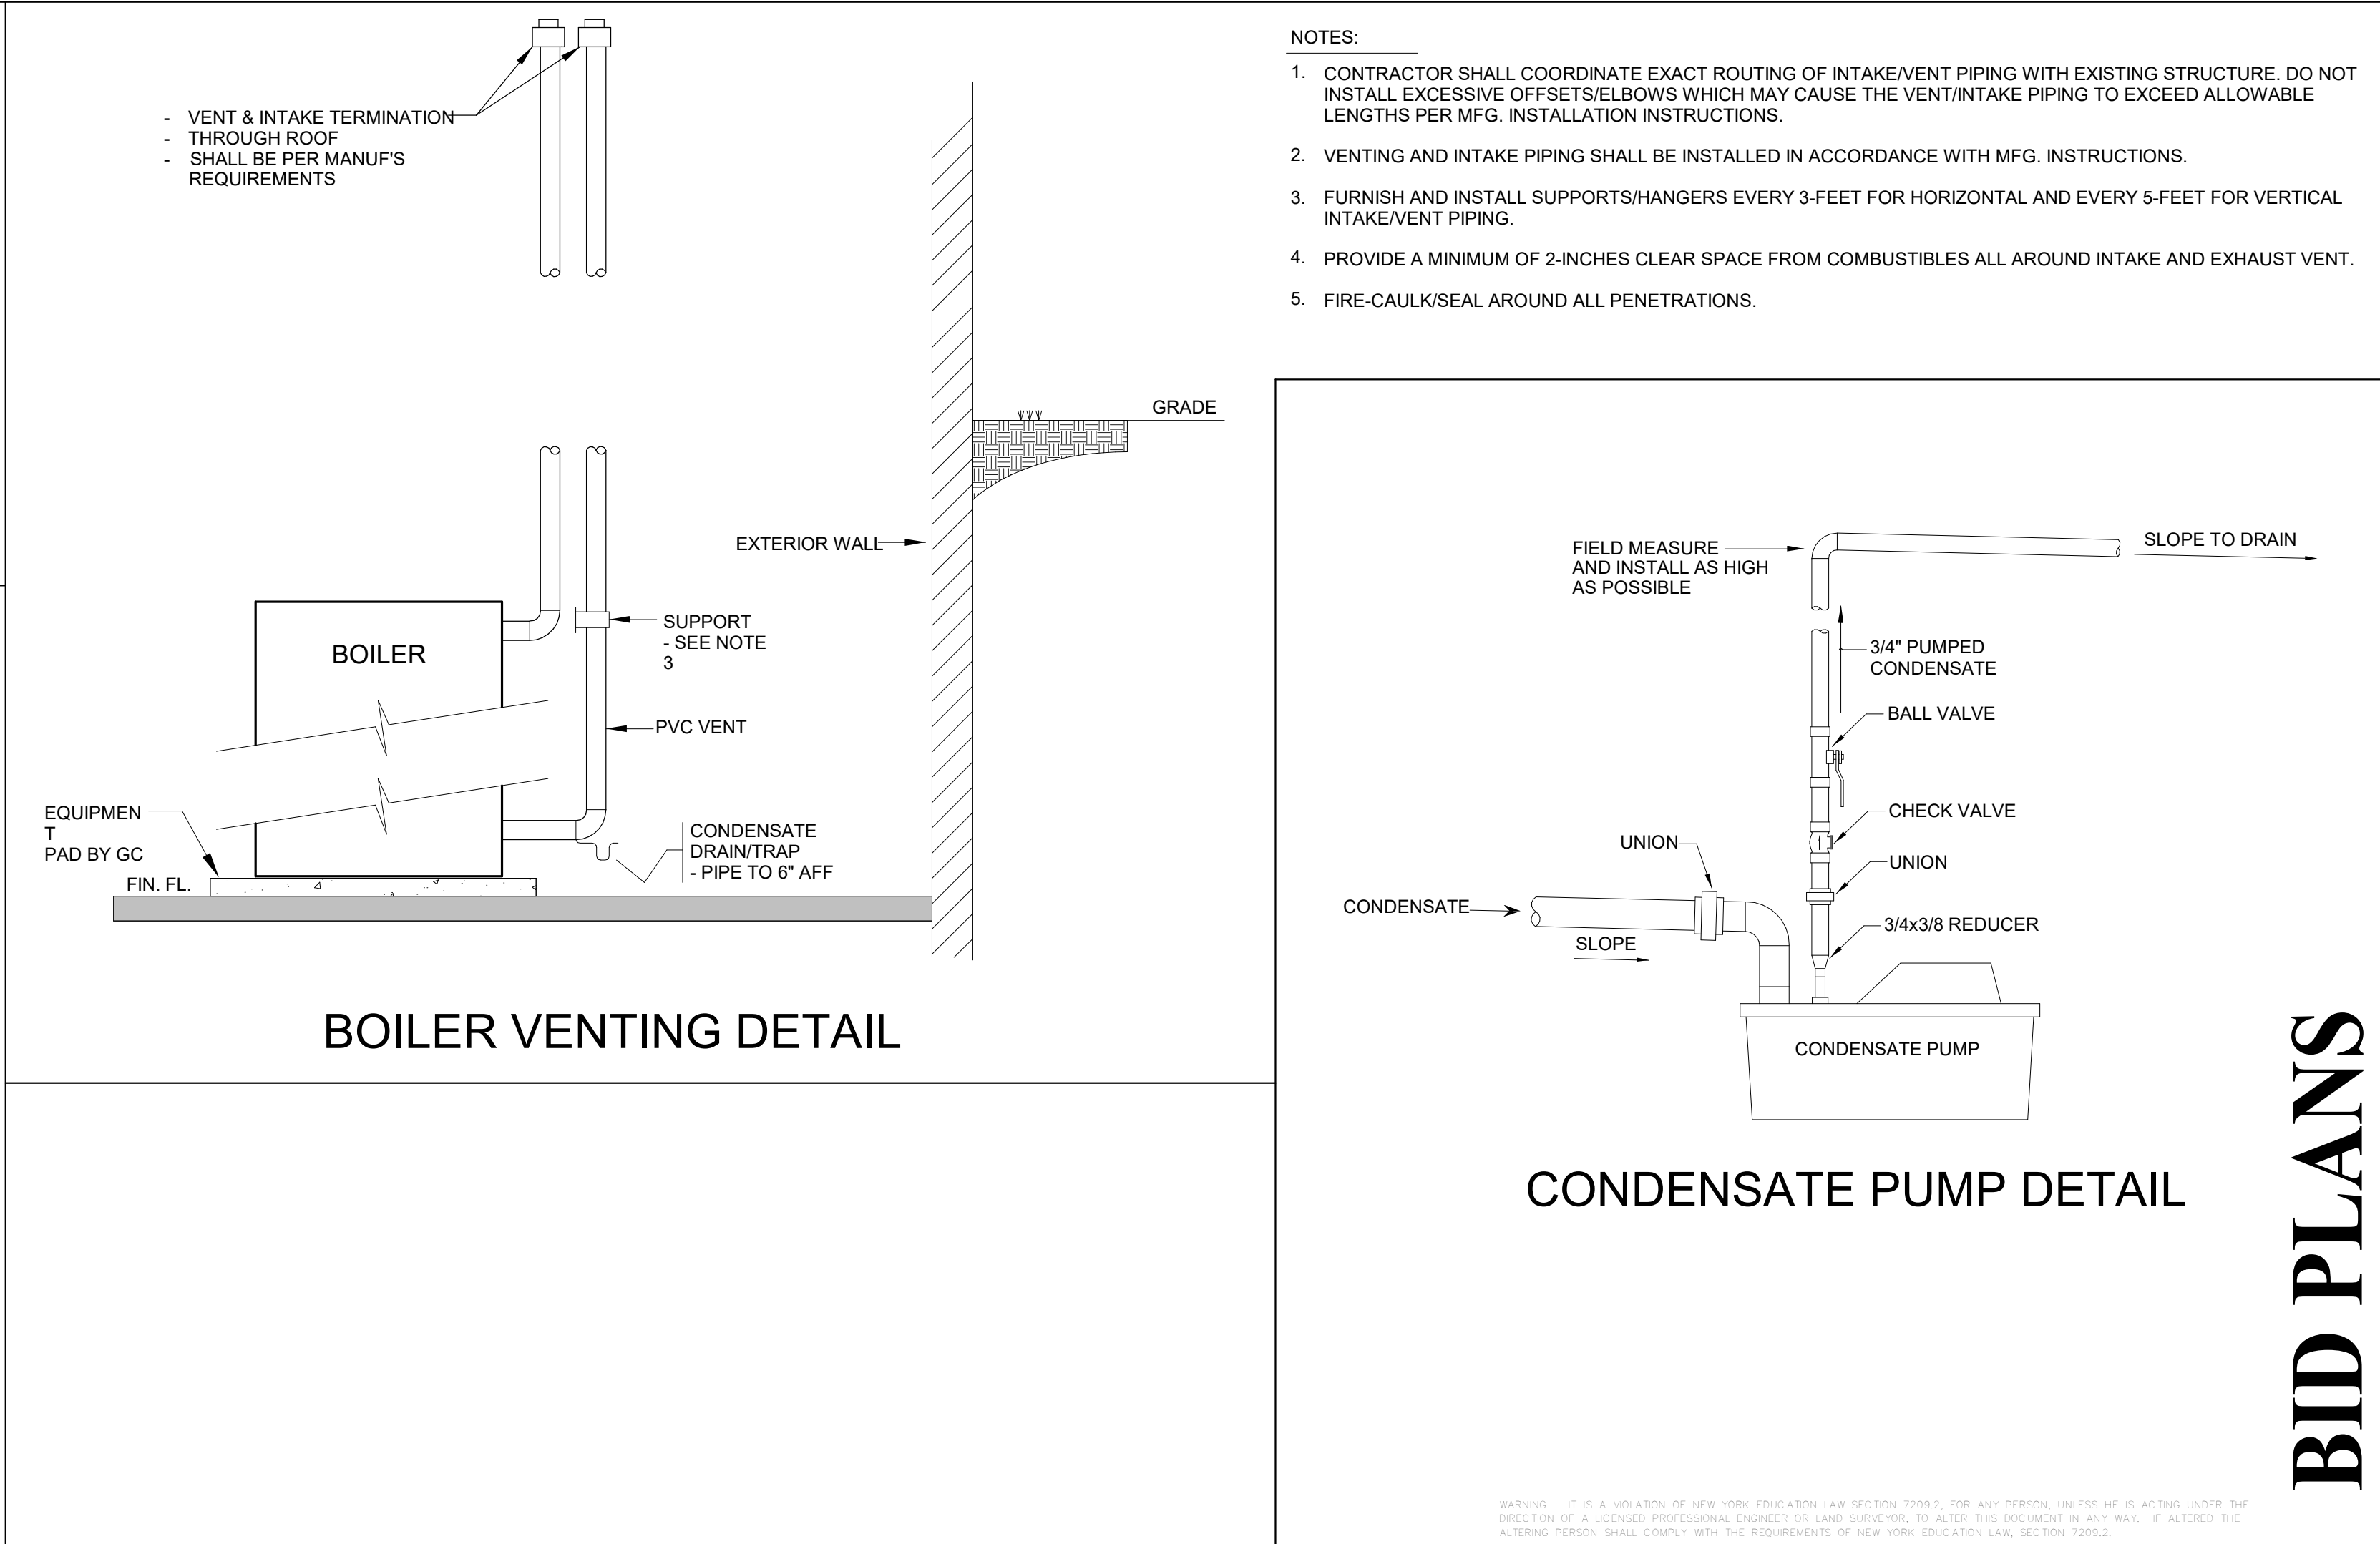 - VENT & INTAKE TERMINATION
- THROUGH ROOF
- SHALL BE PER MANUF'S
REQUIREMENTS
GRADE
EXTERIOR WALL
BOILER
SUPPORT
- SEE NOTE
3
PVC VENT
EQUIPMEN
T
PAD BY GC
FIN. FL.
CONDENSATE
DRAIN/TRAP
- PIPE TO 6" AFF
BOILER VENTING DETAIL
NOTES:
1. CONTRACTOR SHALL COORDINATE EXACT ROUTING OF INTAKE/VENT PIPING WITH EXISTING STRUCTURE. DO NOT
INSTALL EXCESSIVE OFFSETS/ELBOWS WHICH MAY CAUSE THE VENT/INTAKE PIPING TO EXCEED ALLOWABLE
LENGTHS PER MFG. INSTALLATION INSTRUCTIONS.
2. VENTING AND INTAKE PIPING SHALL BE INSTALLED IN ACCORDANCE WITH MFG. INSTRUCTIONS.
3. FURNISH AND INSTALL SUPPORTS/HANGERS EVERY 3-FEET FOR HORIZONTAL AND EVERY 5-FEET FOR VERTICAL
INTAKE/VENT PIPING.
4. PROVIDE A MINIMUM OF 2-INCHES CLEAR SPACE FROM COMBUSTIBLES ALL AROUND INTAKE AND EXHAUST VENT.
5. FIRE-CAULK/SEAL AROUND ALL PENETRATIONS.
FIELD MEASURE
AND INSTALL AS HIGH
AS POSSIBLE
SLOPE TO DRAIN
3/4" PUMPED
CONDENSATE
BALL VALVE
CHECK VALVE
UNION
UNION
CONDENSATE
SLOPE
3/4x3/8 REDUCER
CONDENSATE PUMP
CONDENSATE PUMP DETAIL
BID PLANS
WARNING - IT IS A VIOLATION OF NEW YORK EDUCATION LAW SECTION 7209.2, FOR ANY PERSON, UNLESS HE IS ACTING UNDER THE
DIRECTION OF A LICENSED PROFESSIONAL ENGINEER OR LAND SURVEYOR, TO ALTER THIS DOCUMENT IN ANY WAY. IF ALTERED THE
ALTERING PERSON SHALL COMPLY WITH THE REQUIREMENTS OF NEW YORK EDUCATION LAW, SECTION 7209.2.